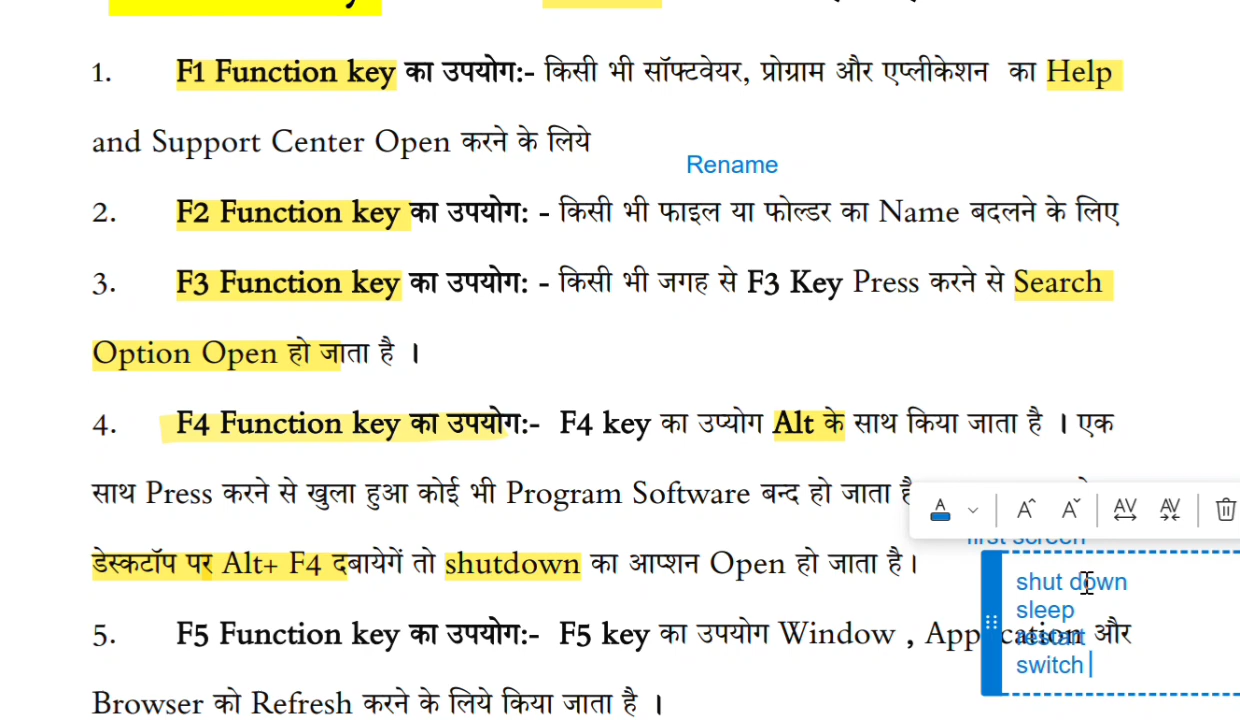 1. F1 Function key का उपयोग:- किसी भी सॉफ्टवेयर, प्रोग्राम और एप्लीकेशन का Help
and Support Center Open करने के लिये
Rename
2. F2 Function key का उपयोग: - किसी भी फाइल या फोल्डर का Name बदलने के लिए
3. F3 Function key का उपयोग: - किसी भी जगह से F3 Key Press करने से Search
Option Open हो जाता है ।
4. F4 Function key का उपयोग:- F4 key का उप्योग Alt के साथ किया जाता है । एक
साथ Press करने से खुला हुआ कोई भी Program Software बन्द हो जाता है
first screen
डेस्कटॉप पर Alt+ F4 दबायेगें तो shutdown का आप्शन Open हो जाता है।
shut down
sleep
restart
switch
5. F5 Function key का उपयोग:- F5 key का उपयोग Window , Application और
Browser को Refresh करने के लिये किया जाता है ।